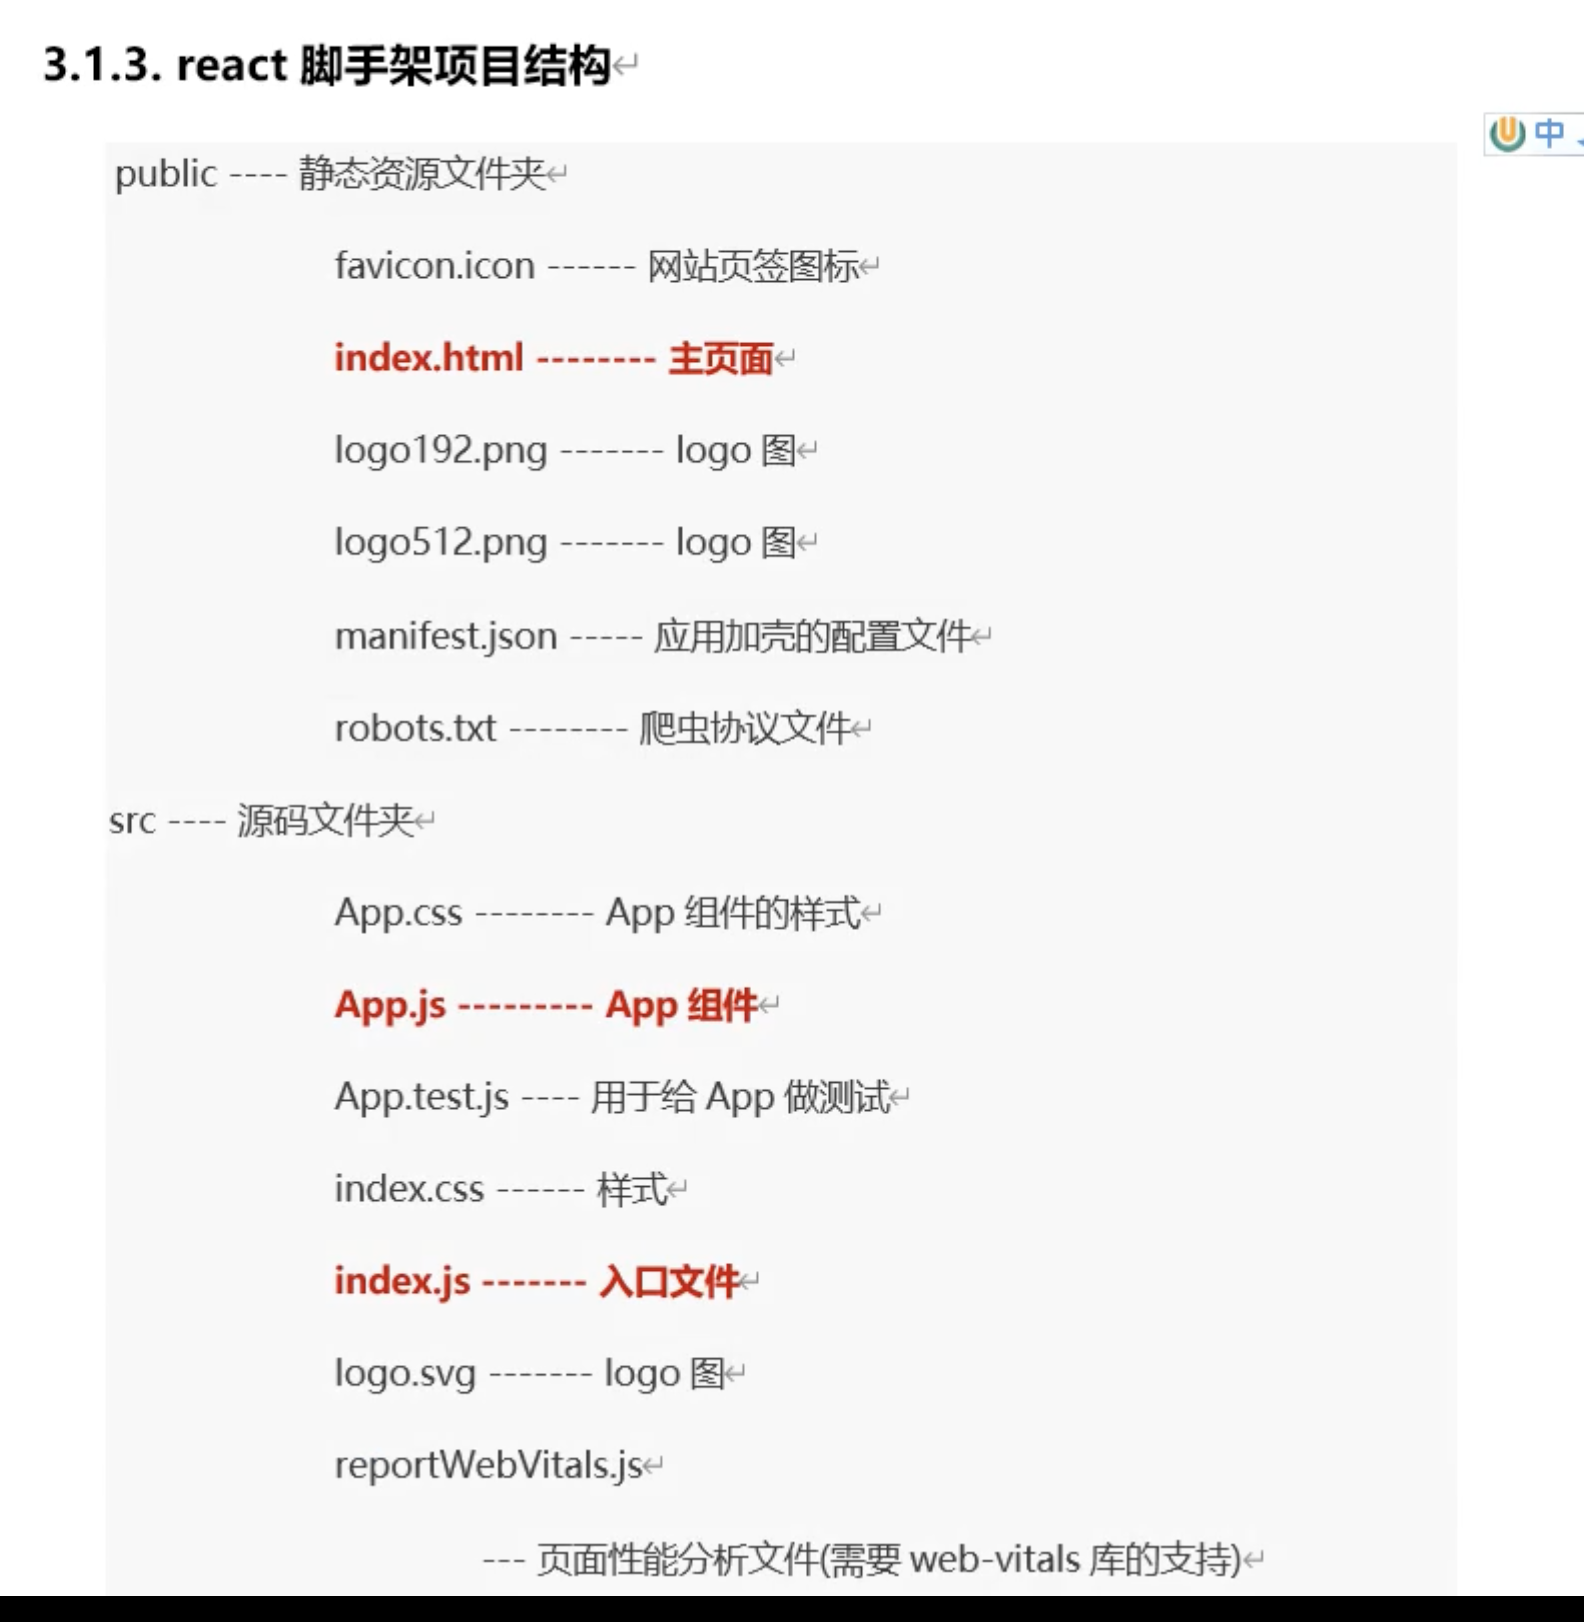 3.1.3. react 脚手架项目结构↵
中
public ---- 静态资源文件夹↵
favicon.icon ------ 网站页签图标↵
index.html -------- 主页面↵
logo192.png ------- logo 图↵
logo512.png ------- logo 图↵
manifest.json ----- 应用加壳的配置文件↵
robots.txt -------- 爬虫协议文件↵
src ---- 源码文件夹↵
App.css -------- App 组件的样式↵
App.js --------- App 组件↵
App.test.js ---- 用于给 App 做测试↵
index.css ------ 样式↵
index.js ------- 入口文件↵
logo.svg ------- logo 图↵
reportWebVitals.js↵
--- 页面性能分析文件(需要 web-vitals 库的支持)↵